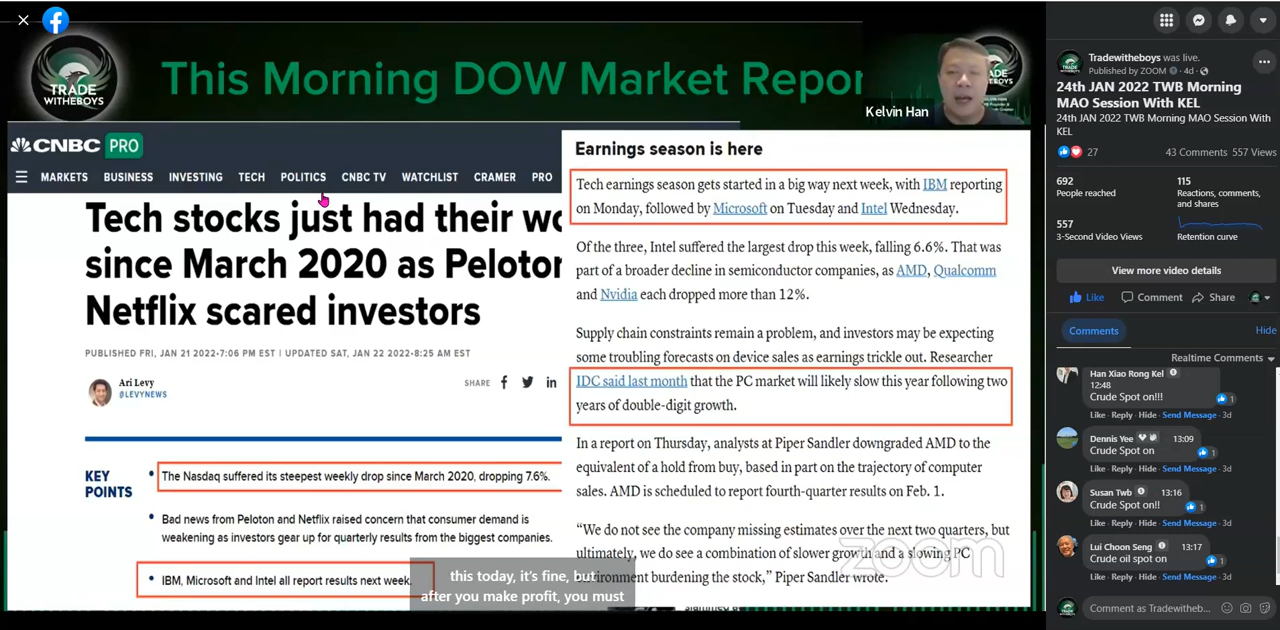 This Morning DOW Market Repor
TRADE
WITHEBOYS
TRADE
Kelvin Han
CNBC PRO
MARKETS BUSINESS INVESTING TECH POLITICS CNBC TV WATCHLIST CRAMER PRO
Tech stocks just had their wo
since March 2020 as Peloton
Netflix scared investors
PUBLISHED FRI, JAN 21 2022•7:06 PM EST | UPDATED SAT, JAN 22 2022•8:25 AM EST
Ari Levy
@LEVYNEWS
SHARE
KEY
POINTS
• The Nasdaq suffered its steepest weekly drop since March 2020, dropping 7.6%.
• Bad news from Peloton and Netflix raised concern that consumer demand is
weakening as investors gear up for quarterly results from the biggest companies.
• IBM, Microsoft and Intel all report results next week.
Earnings season is here
Tech earnings season gets started in a big way next week, with IBM reporting
on Monday, followed by Microsoft on Tuesday and Intel Wednesday.
Of the three, Intel suffered the largest drop this week, falling 6.6%. That was
part of a broader decline in semiconductor companies, as AMD, Qualcomm
and Nvidia each dropped more than 12%.
Supply chain constraints remain a problem, and investors may be expecting
some troubling forecasts on device sales as earnings trickle out. Researcher
IDC said last month that the PC market will likely slow this year following two
years of double-digit growth.
In a report on Thursday, analysts at Piper Sandler downgraded AMD to the
equivalent of a hold from buy, based in part on the trajectory of computer
sales. AMD is scheduled to report fourth-quarter results on Feb. 1.
“We do not see the company missing estimates over the next two quarters, but
ultimately, we do see a combination of slower growth and a slowing PC
environment burdening the stock,” Piper Sandler wrote.
zoom
this today, it's fine, but
after you make profit, you must
Tradewitheboys was live.
Published by ZOOM · 4d ·
24th JAN 2022 TWB Morning
MAO Session With KEL
24th JAN 2022 TWB Morning MAO Session With
KEL
27
43 Comments 557 Views
692
People reached
115
Reactions, comments,
and shares
557
3-Second Video Views
Retention curve
View more video details
Like Comment Share
Comments
Hide
Realtime Comments
Han Xiao Rong Kel
12:48
Crude Spot on!!!
1
Like · Reply · Hide · Send Message · 3d
Dennis Yee 13:09
Crude Spot on
1
Like · Reply · Hide · Send Message · 3d
Susan Twb 13:16
Crude Spot on!!
1
Like · Reply · Hide · Send Message · 3d
Lui Choon Seng 13:17
Crude oil spot on
1
Like · Reply · Hide · Send Message · 3d
Comment as Tradewitheb...